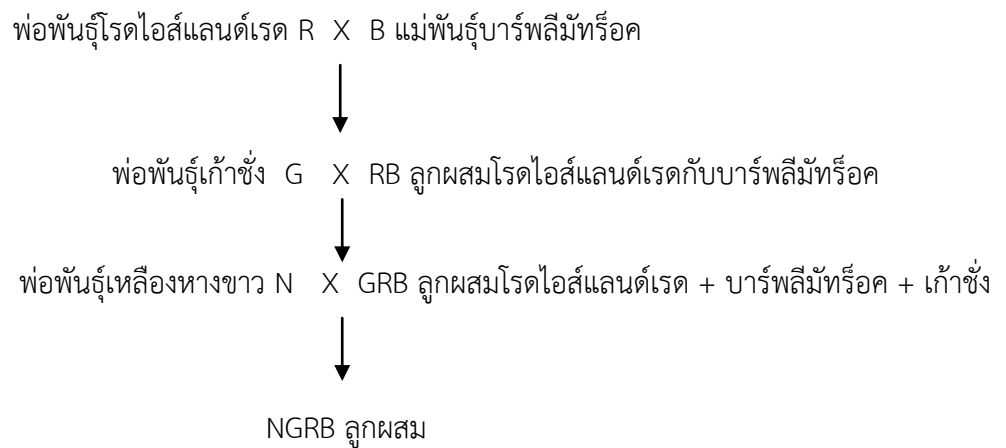 พ่อพันธุ์โรดไอส์แลนด์เรด R X B แม่พันธุ์บาร์พลีมัทร็อค
พ่อพันธุ์เก้าชั่ง G X RB ลูกผสมโรดไอส์แลนด์เรดกับบาร์พลีมัทร็อค
พ่อพันธุ์เหลืองหางขาว N X GRB ลูกผสมโรดไอส์แลนด์เรด + บาร์พลีมัทร็อค + เก้าชั่ง
NGRB ลูกผสม